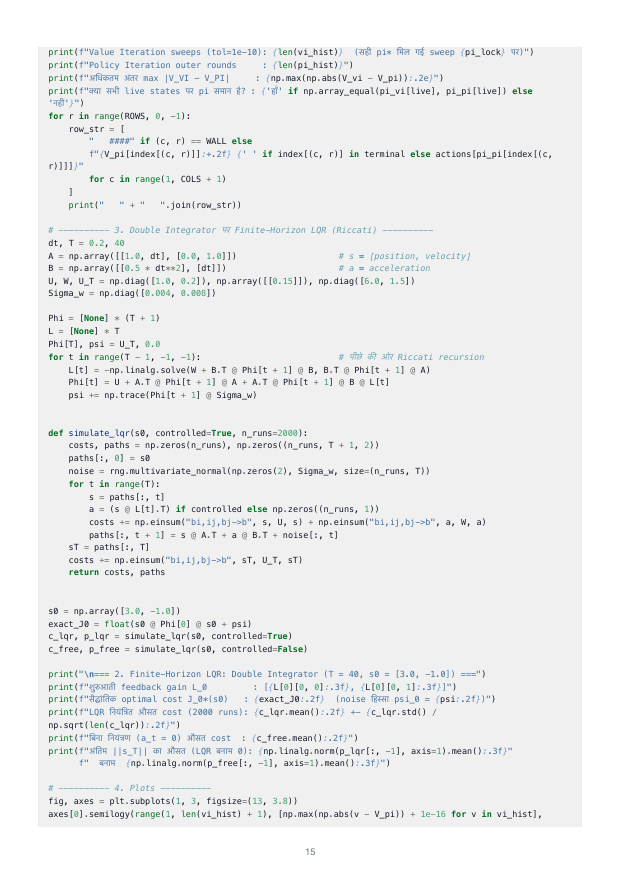 print(f"Value Iteration sweeps (tol=1e-10): {len(vi_hist)}  (सही pi* मिल गई sweep {pi_lock} पर)")
print(f"Policy Iteration outer rounds     : {len(pi_hist)}")
print(f"अधिकतम अंतर max |V_VI − V_PI|     : {np.max(np.abs(V_vi − V_pi)):.2e}")
print(f"क्या सभी live states पर pi समान है? : {'हाँ' if np.array_equal(pi_vi[live], pi_pi[live]) else
'नहीं'}")
for r in range(ROWS, 0, −1):
    row_str = [
        "   ####" if (c, r) == WALL else
        f"{V_pi[index[(c, r)]]:+.2f} {' ' if index[(c, r)] in terminal else actions[pi_pi[index[(c,
r)]]]}"
        for c in range(1, COLS + 1)
    ]
    print("   " + "   ".join(row_str))

# −−−−−−−−−− 3. Double Integrator पर Finite−Horizon LQR (Riccati) −−−−−−−−−−
dt, T = 0.2, 40
A = np.array([[1.0, dt], [0.0, 1.0]])                    # s = [position, velocity]
B = np.array([[0.5 * dt**2], [dt]])                      # a = acceleration
U, W, U_T = np.diag([1.0, 0.2]), np.array([[0.15]]), np.diag([6.0, 1.5])
Sigma_w = np.diag([0.004, 0.008])

Phi = [None] * (T + 1)
L = [None] * T
Phi[T], psi = U_T, 0.0
for t in range(T − 1, −1, −1):                           # पीछे की ओर Riccati recursion
    L[t] = −np.linalg.solve(W + B.T @ Phi[t + 1] @ B, B.T @ Phi[t + 1] @ A)
    Phi[t] = U + A.T @ Phi[t + 1] @ A + A.T @ Phi[t + 1] @ B @ L[t]
    psi += np.trace(Phi[t + 1] @ Sigma_w)


def simulate_lqr(s0, controlled=True, n_runs=2000):
    costs, paths = np.zeros(n_runs), np.zeros((n_runs, T + 1, 2))
    paths[:, 0] = s0
    noise = rng.multivariate_normal(np.zeros(2), Sigma_w, size=(n_runs, T))
    for t in range(T):
        s = paths[:, t]
        a = (s @ L[t].T) if controlled else np.zeros((n_runs, 1))
        costs += np.einsum("bi,ij,bj−>b", s, U, s) + np.einsum("bi,ij,bj−>b", a, W, a)
        paths[:, t + 1] = s @ A.T + a @ B.T + noise[:, t]
    sT = paths[:, T]
    costs += np.einsum("bi,ij,bj−>b", sT, U_T, sT)
    return costs, paths


s0 = np.array([3.0, −1.0])
exact_J0 = float(s0 @ Phi[0] @ s0 + psi)
c_lqr, p_lqr = simulate_lqr(s0, controlled=True)
c_free, p_free = simulate_lqr(s0, controlled=False)

print("\n=== 2. Finite−Horizon LQR: Double Integrator (T = 40, s0 = [3.0, −1.0]) ===")
print(f"शुरुआती feedback gain L_0         : [{L[0][0, 0]:.3f}, {L[0][0, 1]:.3f}]")
print(f"सैद्धांतिक optimal cost J_0*(s0)   : {exact_J0:.2f}  (noise हिस्सा psi_0 = {psi:.2f})")
print(f"LQR नियंत्रित औसत cost (2000 runs): {c_lqr.mean():.2f} +− {c_lqr.std() /
np.sqrt(len(c_lqr)):.2f}")
print(f"बिना नियंत्रण (a_t = 0) औसत cost  : {c_free.mean():.2f}")
print(f"अंतिम ||s_T|| का औसत (LQR बनाम 0): {np.linalg.norm(p_lqr[:, −1], axis=1).mean():.3f}"
      f"  बनाम  {np.linalg.norm(p_free[:, −1], axis=1).mean():.3f}")

# −−−−−−−−−− 4. Plots −−−−−−−−−−
fig, axes = plt.subplots(1, 3, figsize=(13, 3.8))
axes[0].semilogy(range(1, len(vi_hist) + 1), [np.max(np.abs(v − V_pi)) + 1e−16 for v in vi_hist],
15